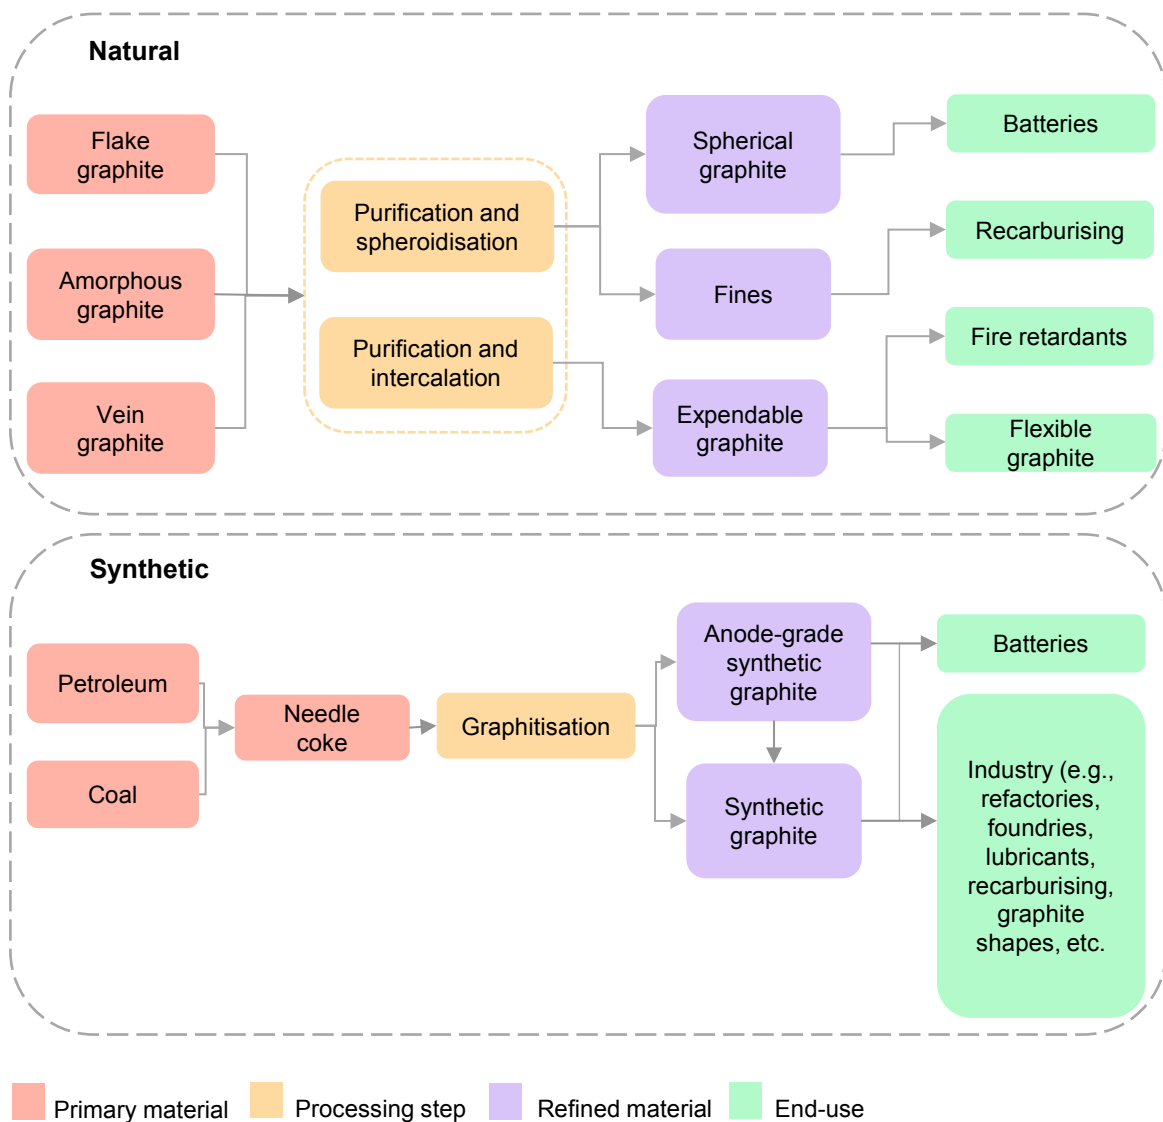 Natural
Flake
graphite
Amorphous
graphite
Vein
graphite
Purification and
spheroidisation
Purification and
intercalation
Spherical
graphite
Fines
Expendable
graphite
Batteries
Recarburising
Fire retardants
Flexible
graphite
Synthetic
Petroleum
Coal
Needle
coke
Graphitisation
Anode-grade
synthetic
graphite
Synthetic
graphite
Batteries
Industry (e.g.,
refactories,
foundries,
lubricants,
recarburising,
graphite
shapes, etc.
Primary material
Processing step
Refined material
End-use